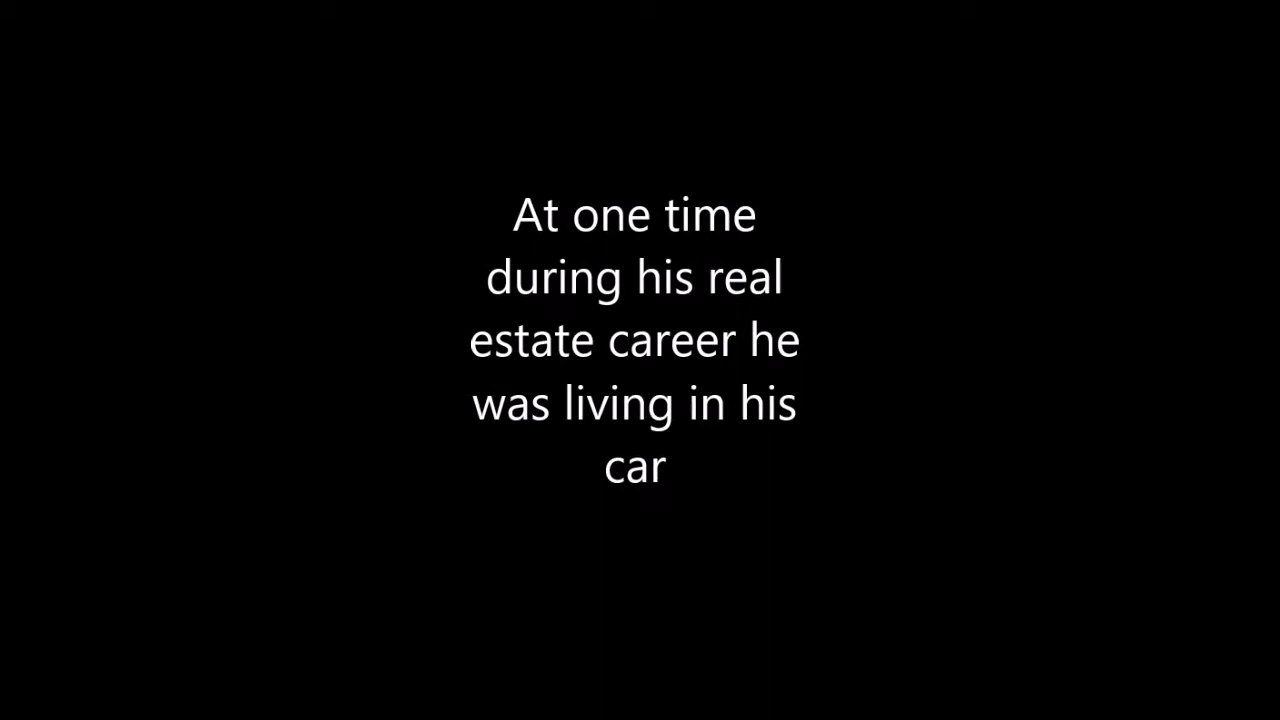 At one time
during his real
estate career he
was living in his
car